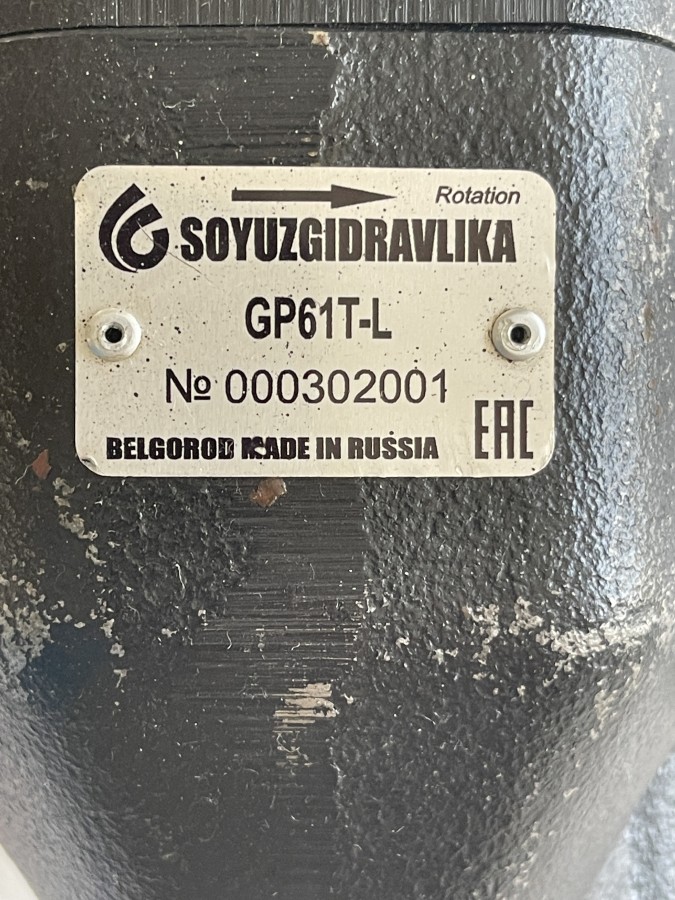 Rotation
SOYUZGIDRAVLIKA
GP61T-L
№ 000302001
BELGOROD MADE IN RUSSIA
EAC